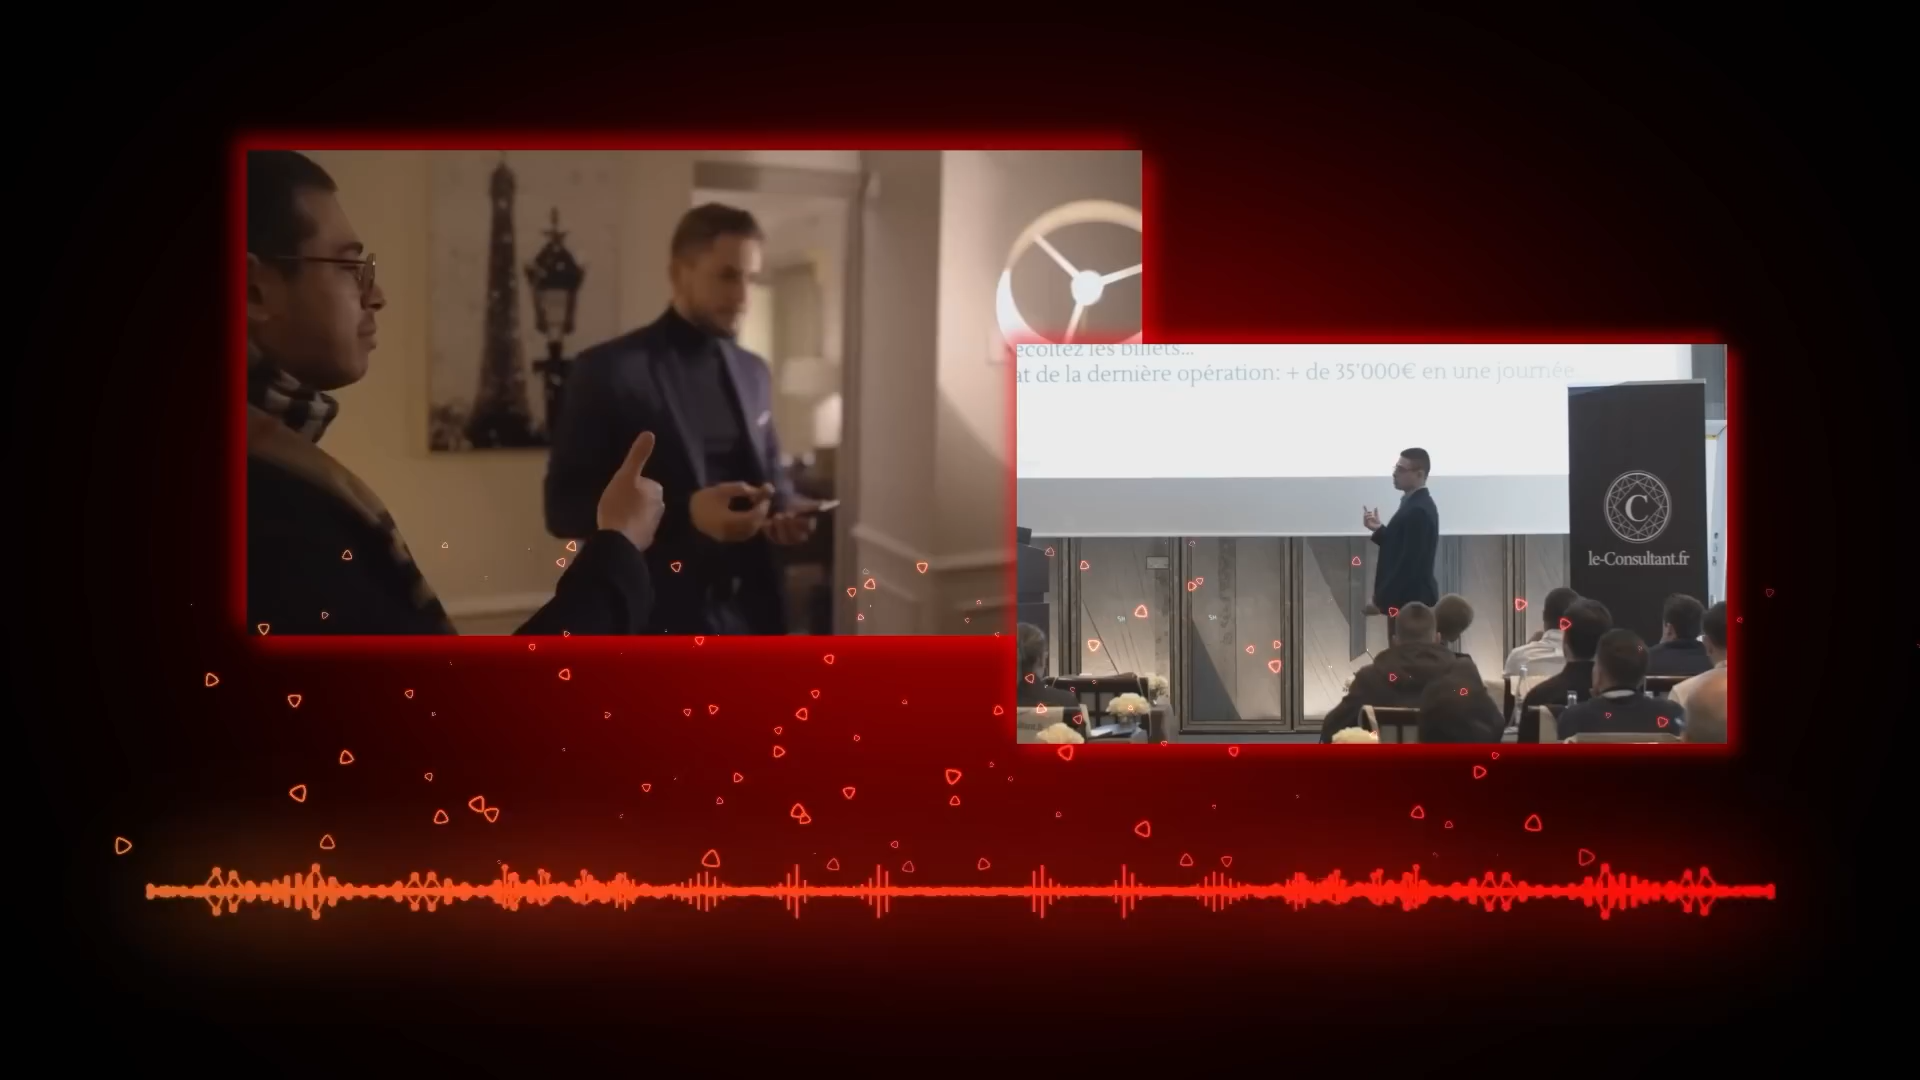 écoltez les billets...
at de la dernière opération: + de 35'000€ en une journée.
C
le-Consultant.fr